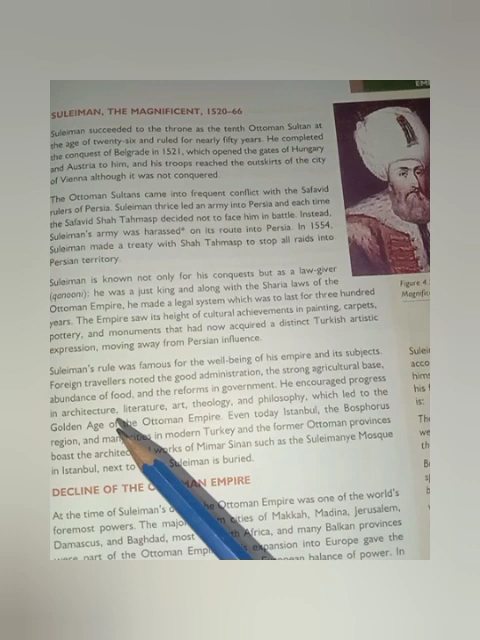 EM
SULEIMAN, THE MAGNIFICENT, 1520–66
Suleiman succeeded to the throne as the tenth Ottoman Sultan at
the age of twenty-six and ruled for nearly fifty years. He completed
the conquest of Belgrade in 1521, which opened the gates of Hungary
and Austria to him, and his troops reached the outskirts of the city
of Vienna although it was not conquered.
The Ottoman Sultans came into frequent conflict with the Safavid
rulers of Persia. Suleiman thrice led an army into Persia and each time
the Safavid Shah Tahmasp decided not to face him in battle. Instead,
Suleiman's army was harassed* on its route into Persia. In 1554,
Suleiman made a treaty with Shah Tahmasp to stop all raids into
Persian territory.
Suleiman is known not only for his conquests but as a law-giver
(qanooni); he was a just king and along with the Sharia laws of the
Ottoman Empire, he made a legal system which was to last for three hundred
years. The Empire saw its height of cultural achievements in painting, carpets,
pottery, and monuments that had now acquired a distinct Turkish artistic
expression, moving away from Persian influence.
Suleiman's rule was famous for the well-being of his empire and its subjects.
Foreign travellers noted the good administration, the strong agricultural base,
abundance of food, and the reforms in government. He encouraged progress
in architecture, literature, art, theology, and philosophy, which led to the
Golden Age of the Ottoman Empire. Even today Istanbul, the Bosphorus
region, and many cities in modern Turkey and the former Ottoman provinces
boast the works of Mimar Sinan such as the Suleimanye Mosque
in Istanbul, next to Suleiman is buried.
DECLINE OF THE EMPIRE
At the time of Suleiman's Ottoman Empire was one of the world's
foremost powers. The major cities of Makkah, Madina, Jerusalem,
Damascus, and Baghdad, most Africa, and many Balkan provinces
were part of the Ottoman expansion into Europe gave the
balance of power. In
Figure 4.
Magnific
Sulei
acco
hims
his
is:
The
we
th